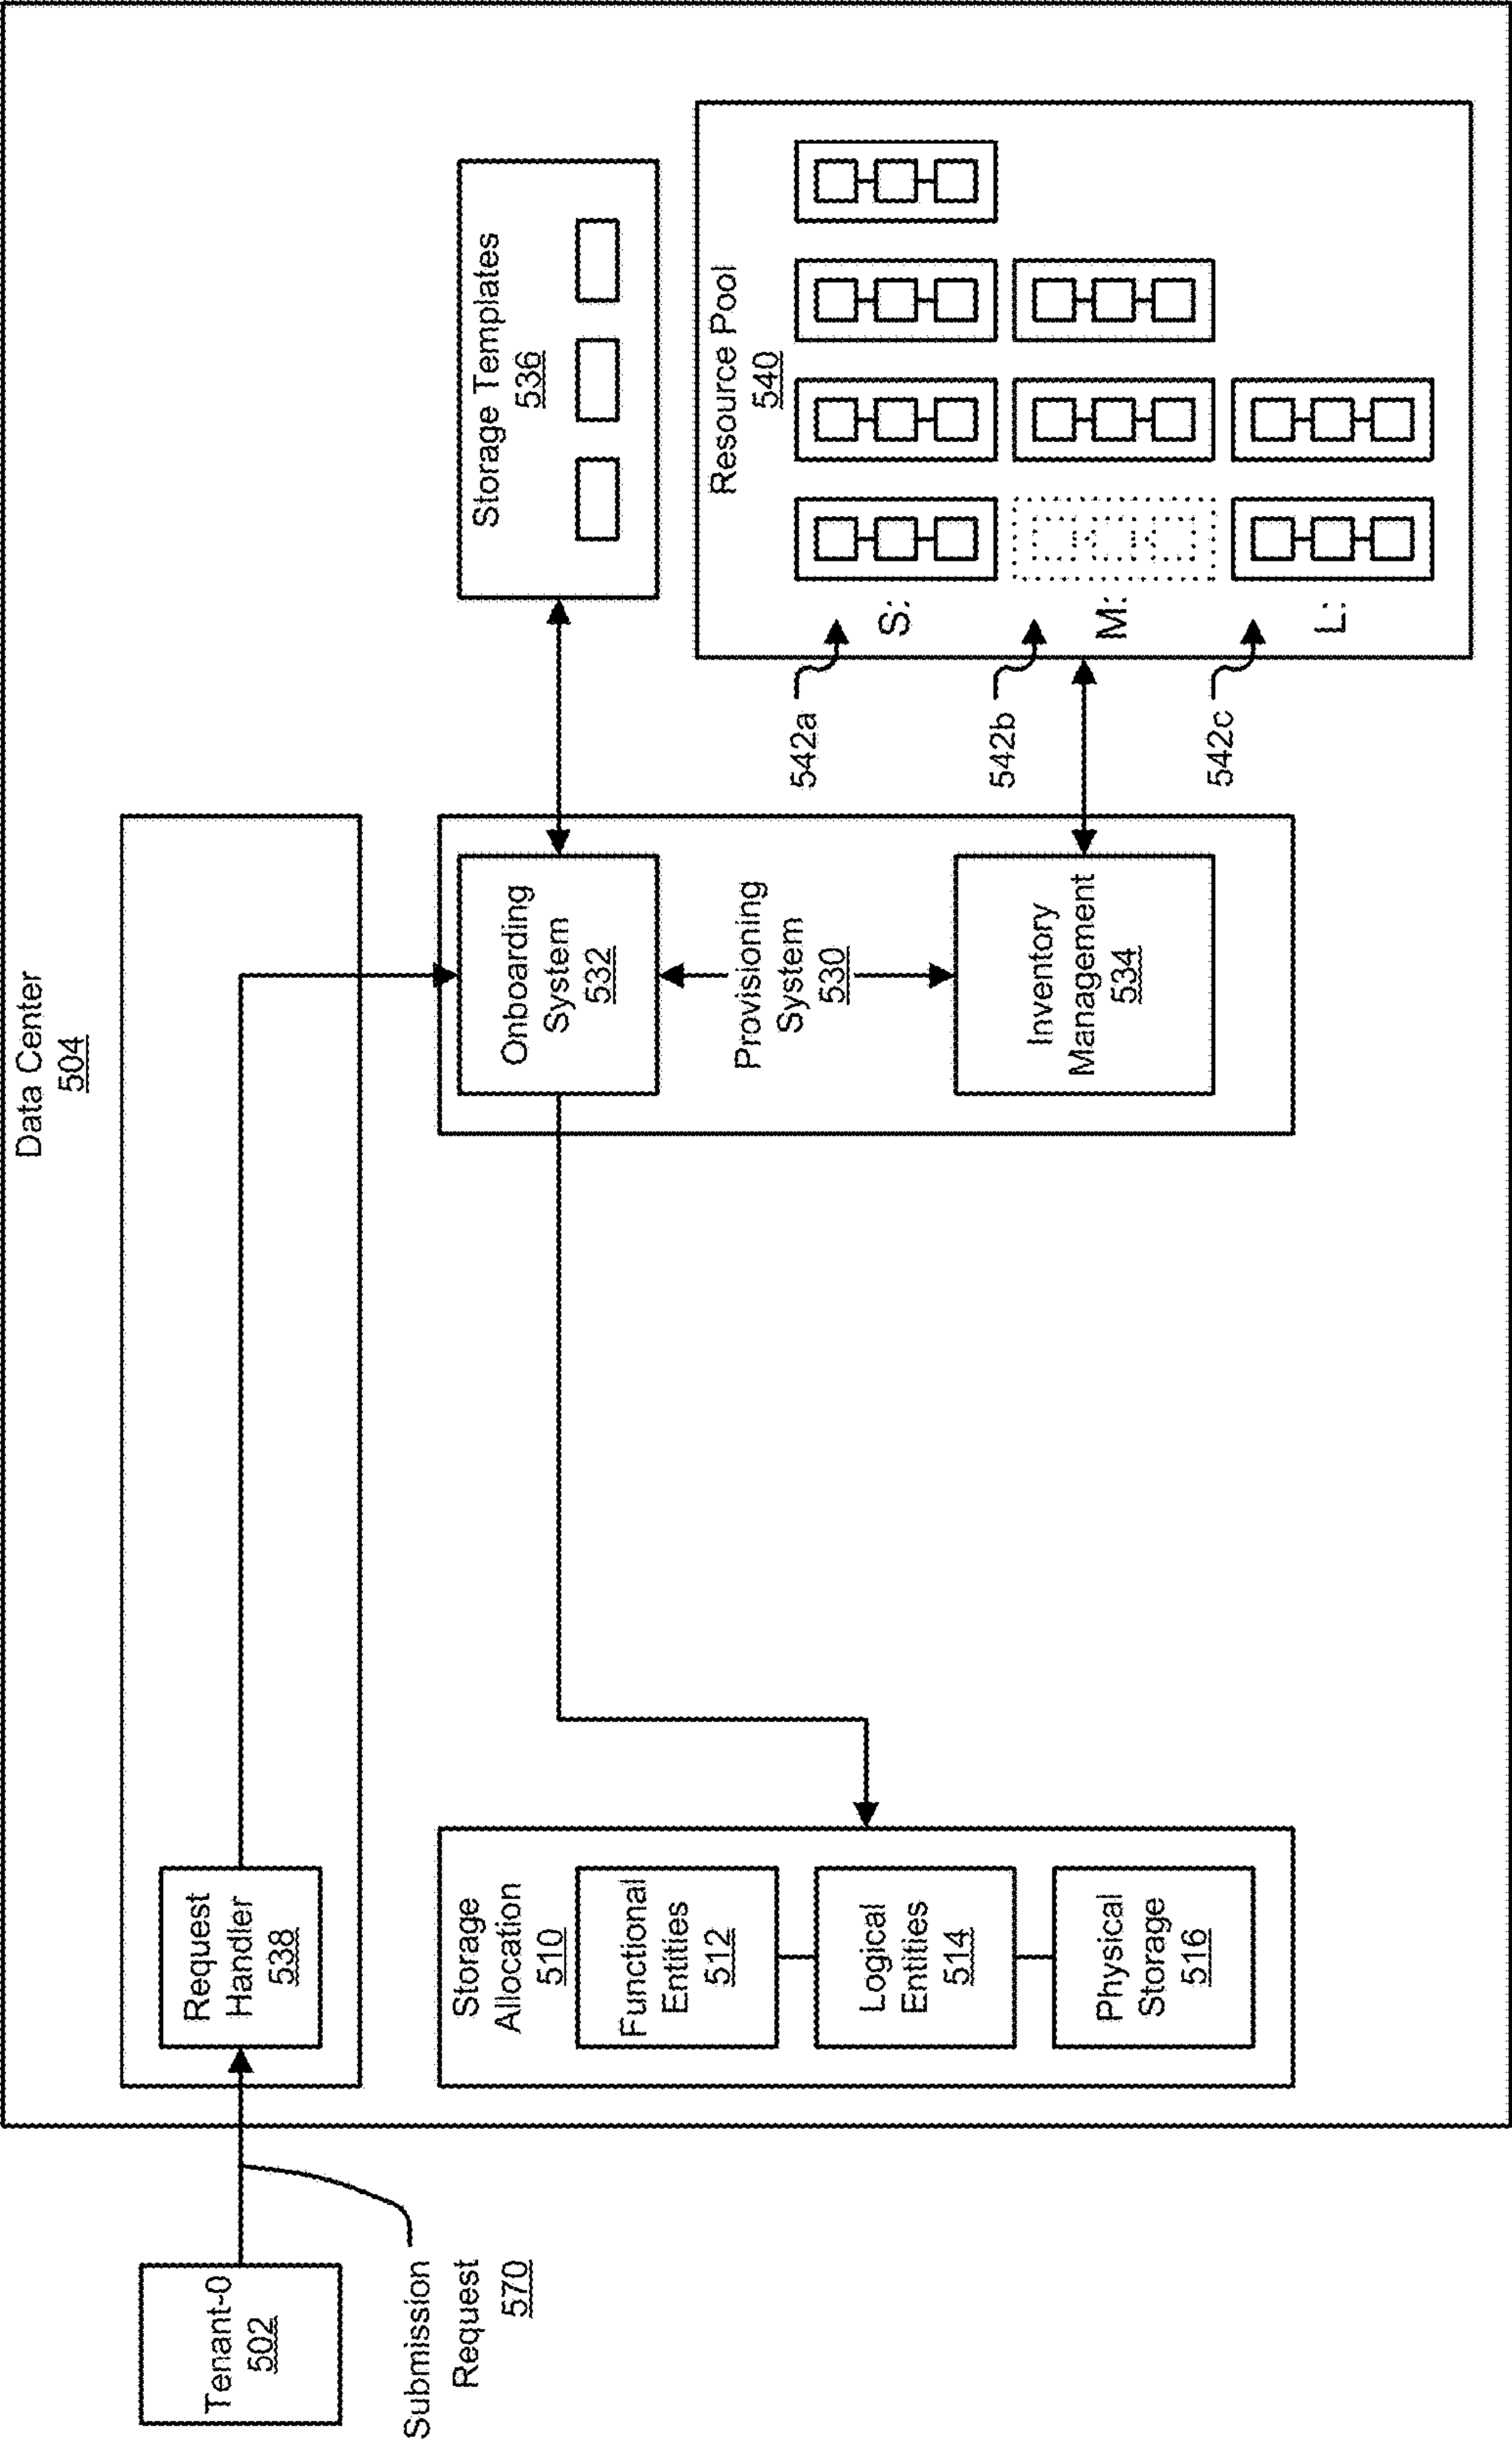 Data Center
504
Tenant-0
502
Submission
Request
570
Request
Handler
538
Storage
Allocation
510
Functional
Entities
512
Logical
Entities
514
Physical
Storage
516
Onboarding
System
532
Provisioning
System
530
Inventory
Management
534
Storage Templates
536
Resource Pool
540
542a
S:
542b
M:
542c
L: